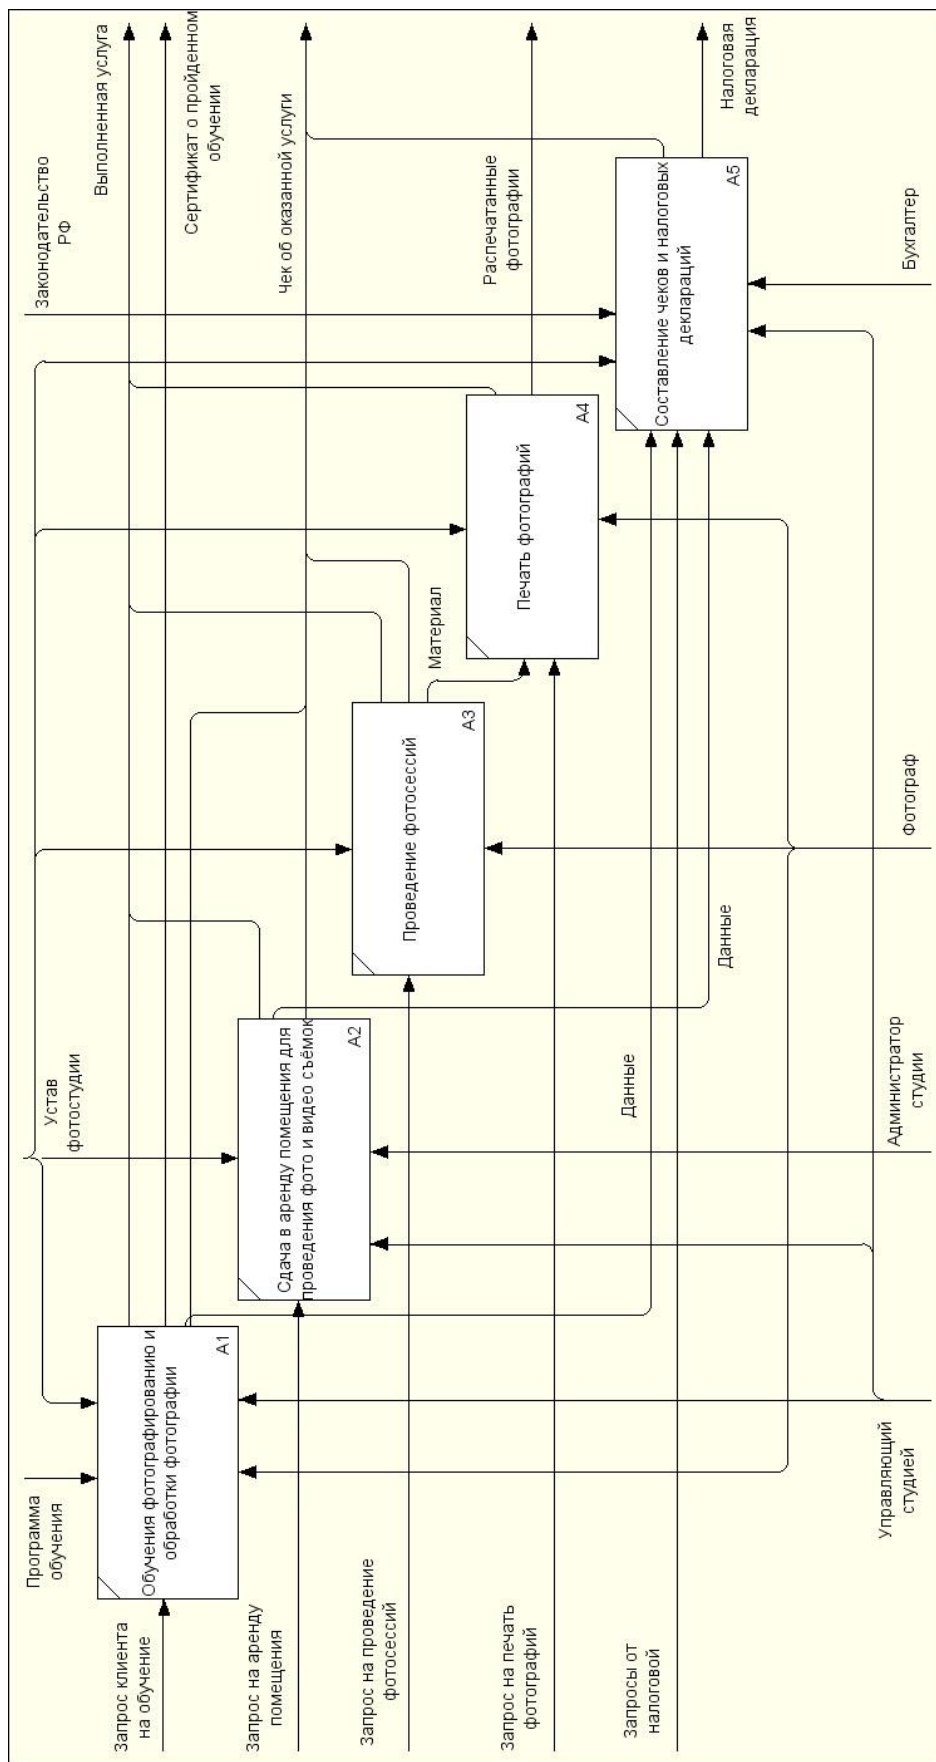 Программа
обучения
Устав
фотостудии
Законодательство
РФ
Запрос клиента
на обучение
Обучения фотографированию и
обработки фотографии
A1
Выполненная услуга
Сертификат о пройденном
обучении
Запрос на аренду
помещения
Сдача в аренду помещения для
проведения фото и видео съёмок
A2
Чек об оказанной услуги
Запрос на проведение
фотосессий
Проведение фотосессий
A3
Материал
Запрос на печать
фотографий
Печать фотографий
A4
Распечатанные
фотографии
Запросы от
налоговой
Данные
Данные
Составление чеков и налоговых
деклараций
A5
Налоговая
декларация
Управляющий
студией
Администратор
студии
Фотограф
Бухгалтер